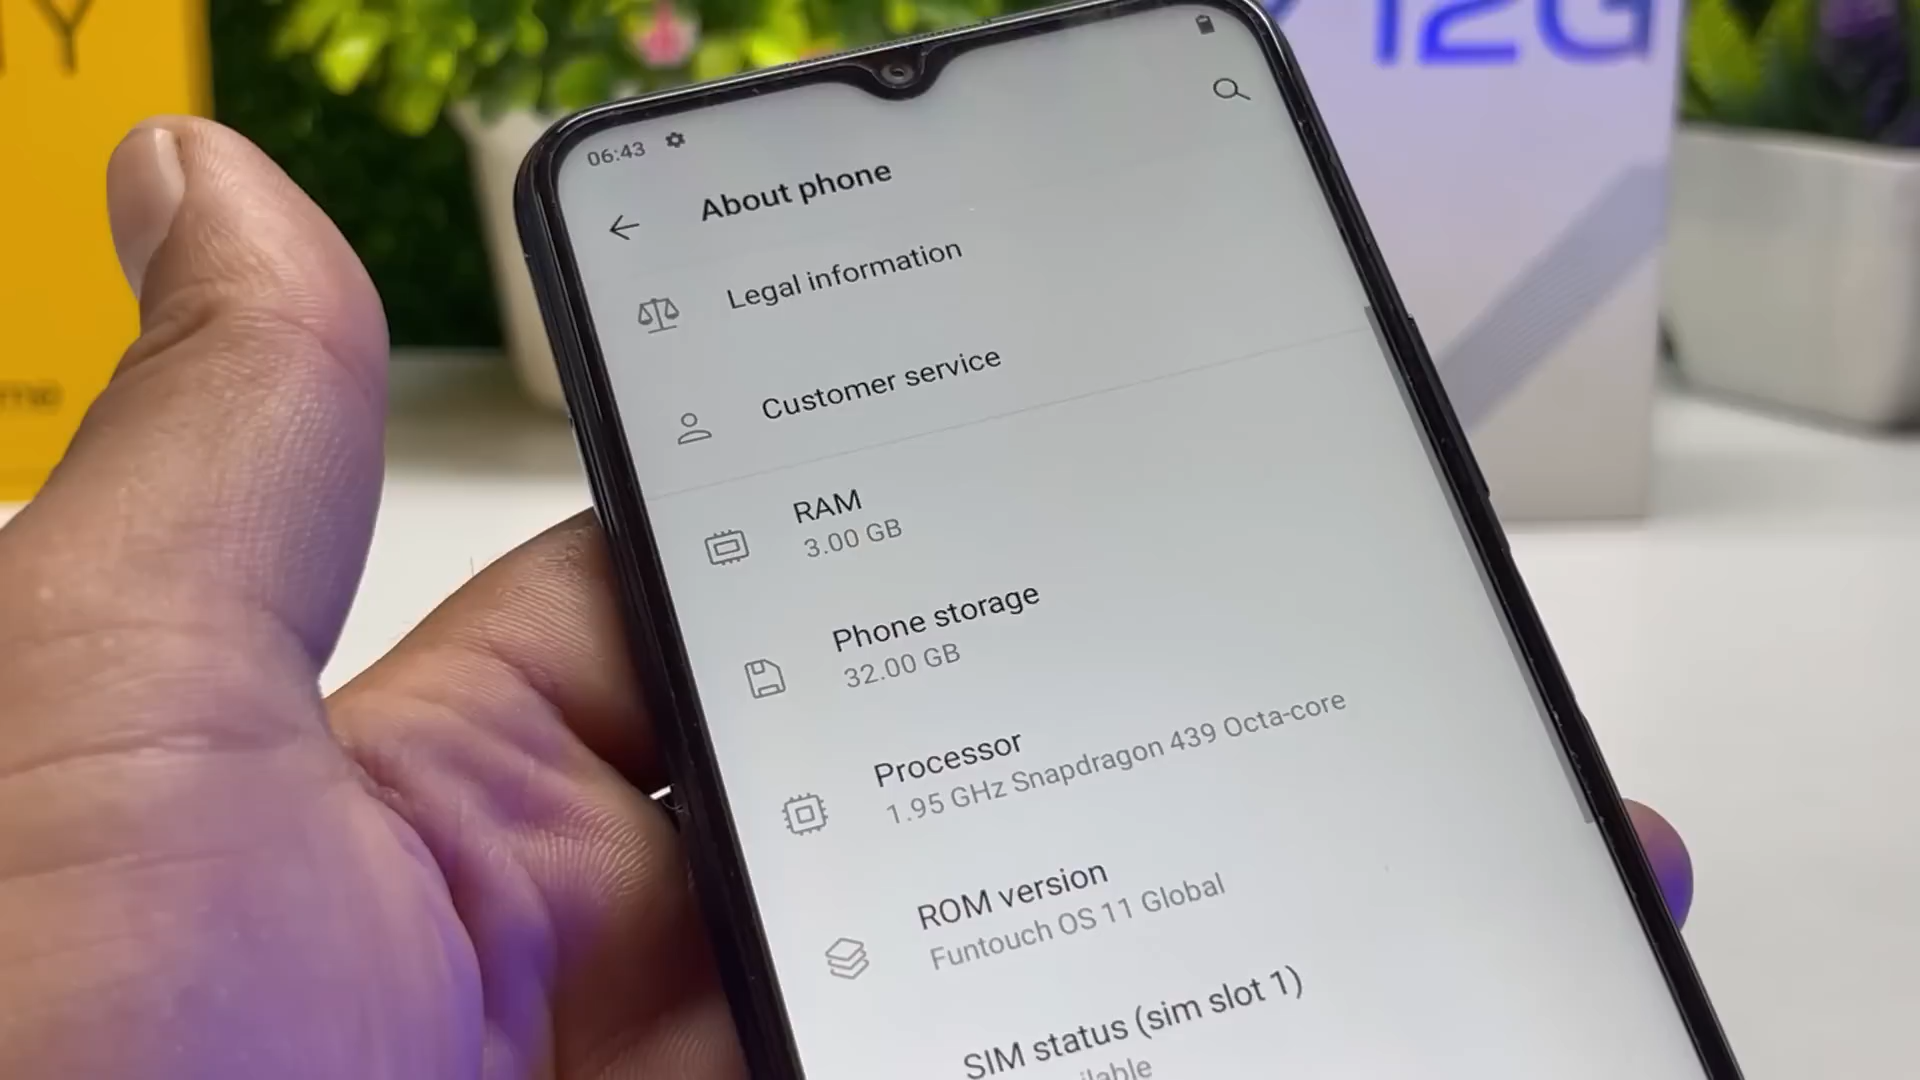 Y
12G
06:43
About phone
Legal information
Customer service
RAM
3.00 GB
Phone storage
32.00 GB
Processor
1.95 GHz Snapdragon 439 Octa-core
ROM version
Funtouch OS 11 Global
SIM status (sim slot 1)